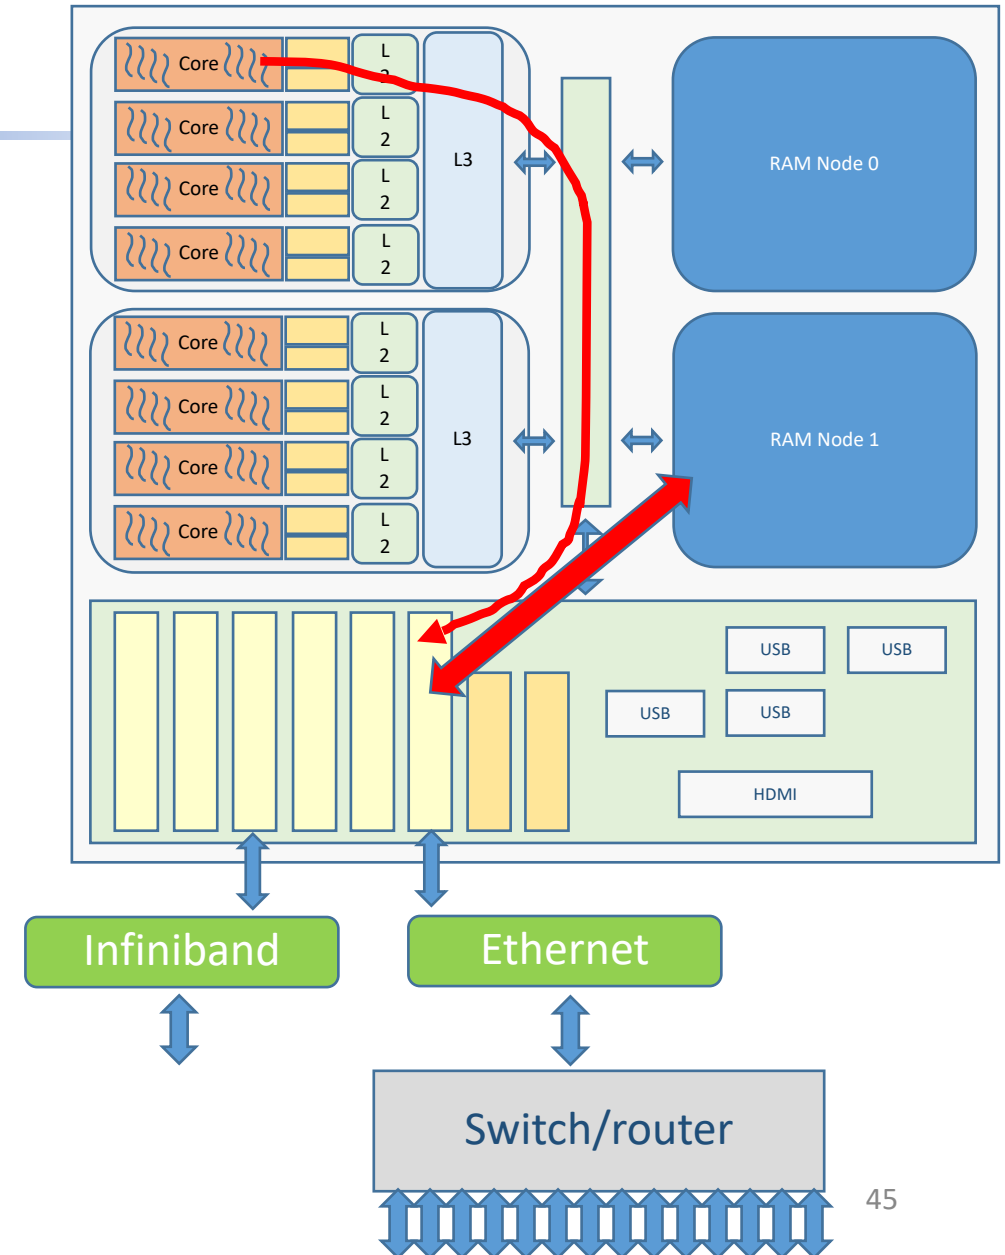 Core
L
2
Core
L
2
Core
L
2
Core
L
2
L3
RAM Node 0
Core
L
2
Core
L
2
Core
L
2
Core
L
2
L3
RAM Node 1
USB
USB
USB
USB
HDMI
Infiniband
Ethernet
Switch/router
45